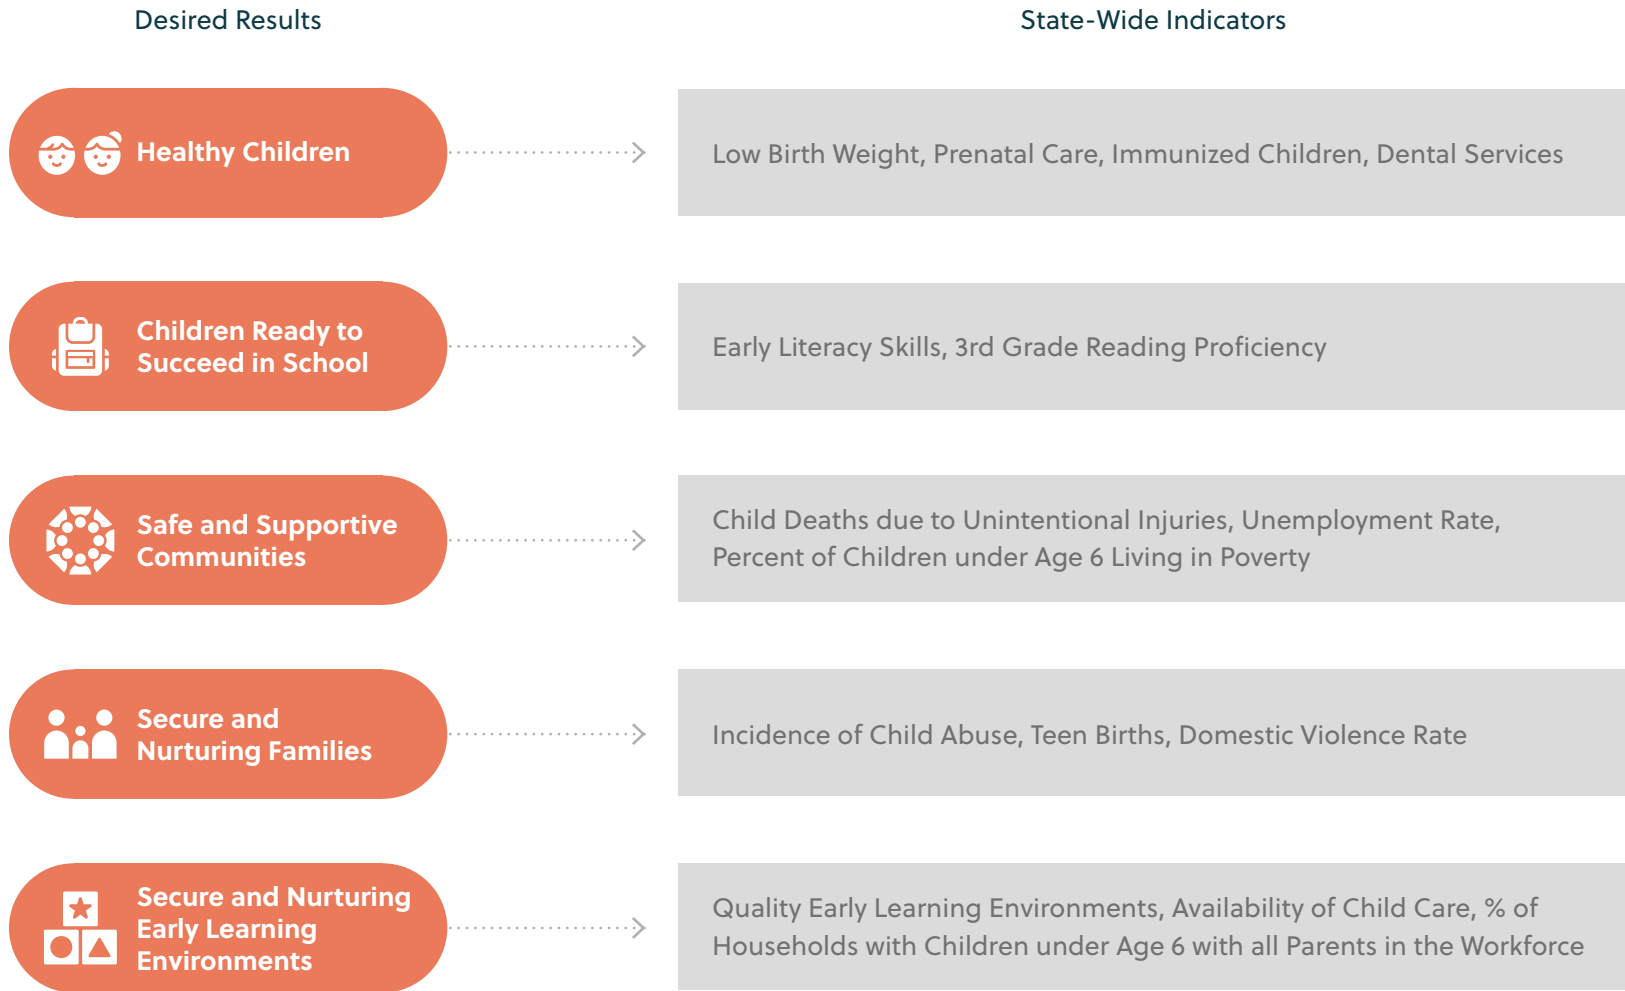 Desired Results
State-Wide Indicators
Healthy Children
Low Birth Weight, Prenatal Care, Immunized Children, Dental Services
Children Ready to
Succeed in School
Early Literacy Skills, 3rd Grade Reading Proficiency
Safe and Supportive
Communities
Child Deaths due to Unintentional Injuries, Unemployment Rate,
Percent of Children under Age 6 Living in Poverty
Secure and
Nurturing Families
Incidence of Child Abuse, Teen Births, Domestic Violence Rate
Secure and Nurturing
Early Learning
Environments
Quality Early Learning Environments, Availability of Child Care, % of
Households with Children under Age 6 with all Parents in the Workforce